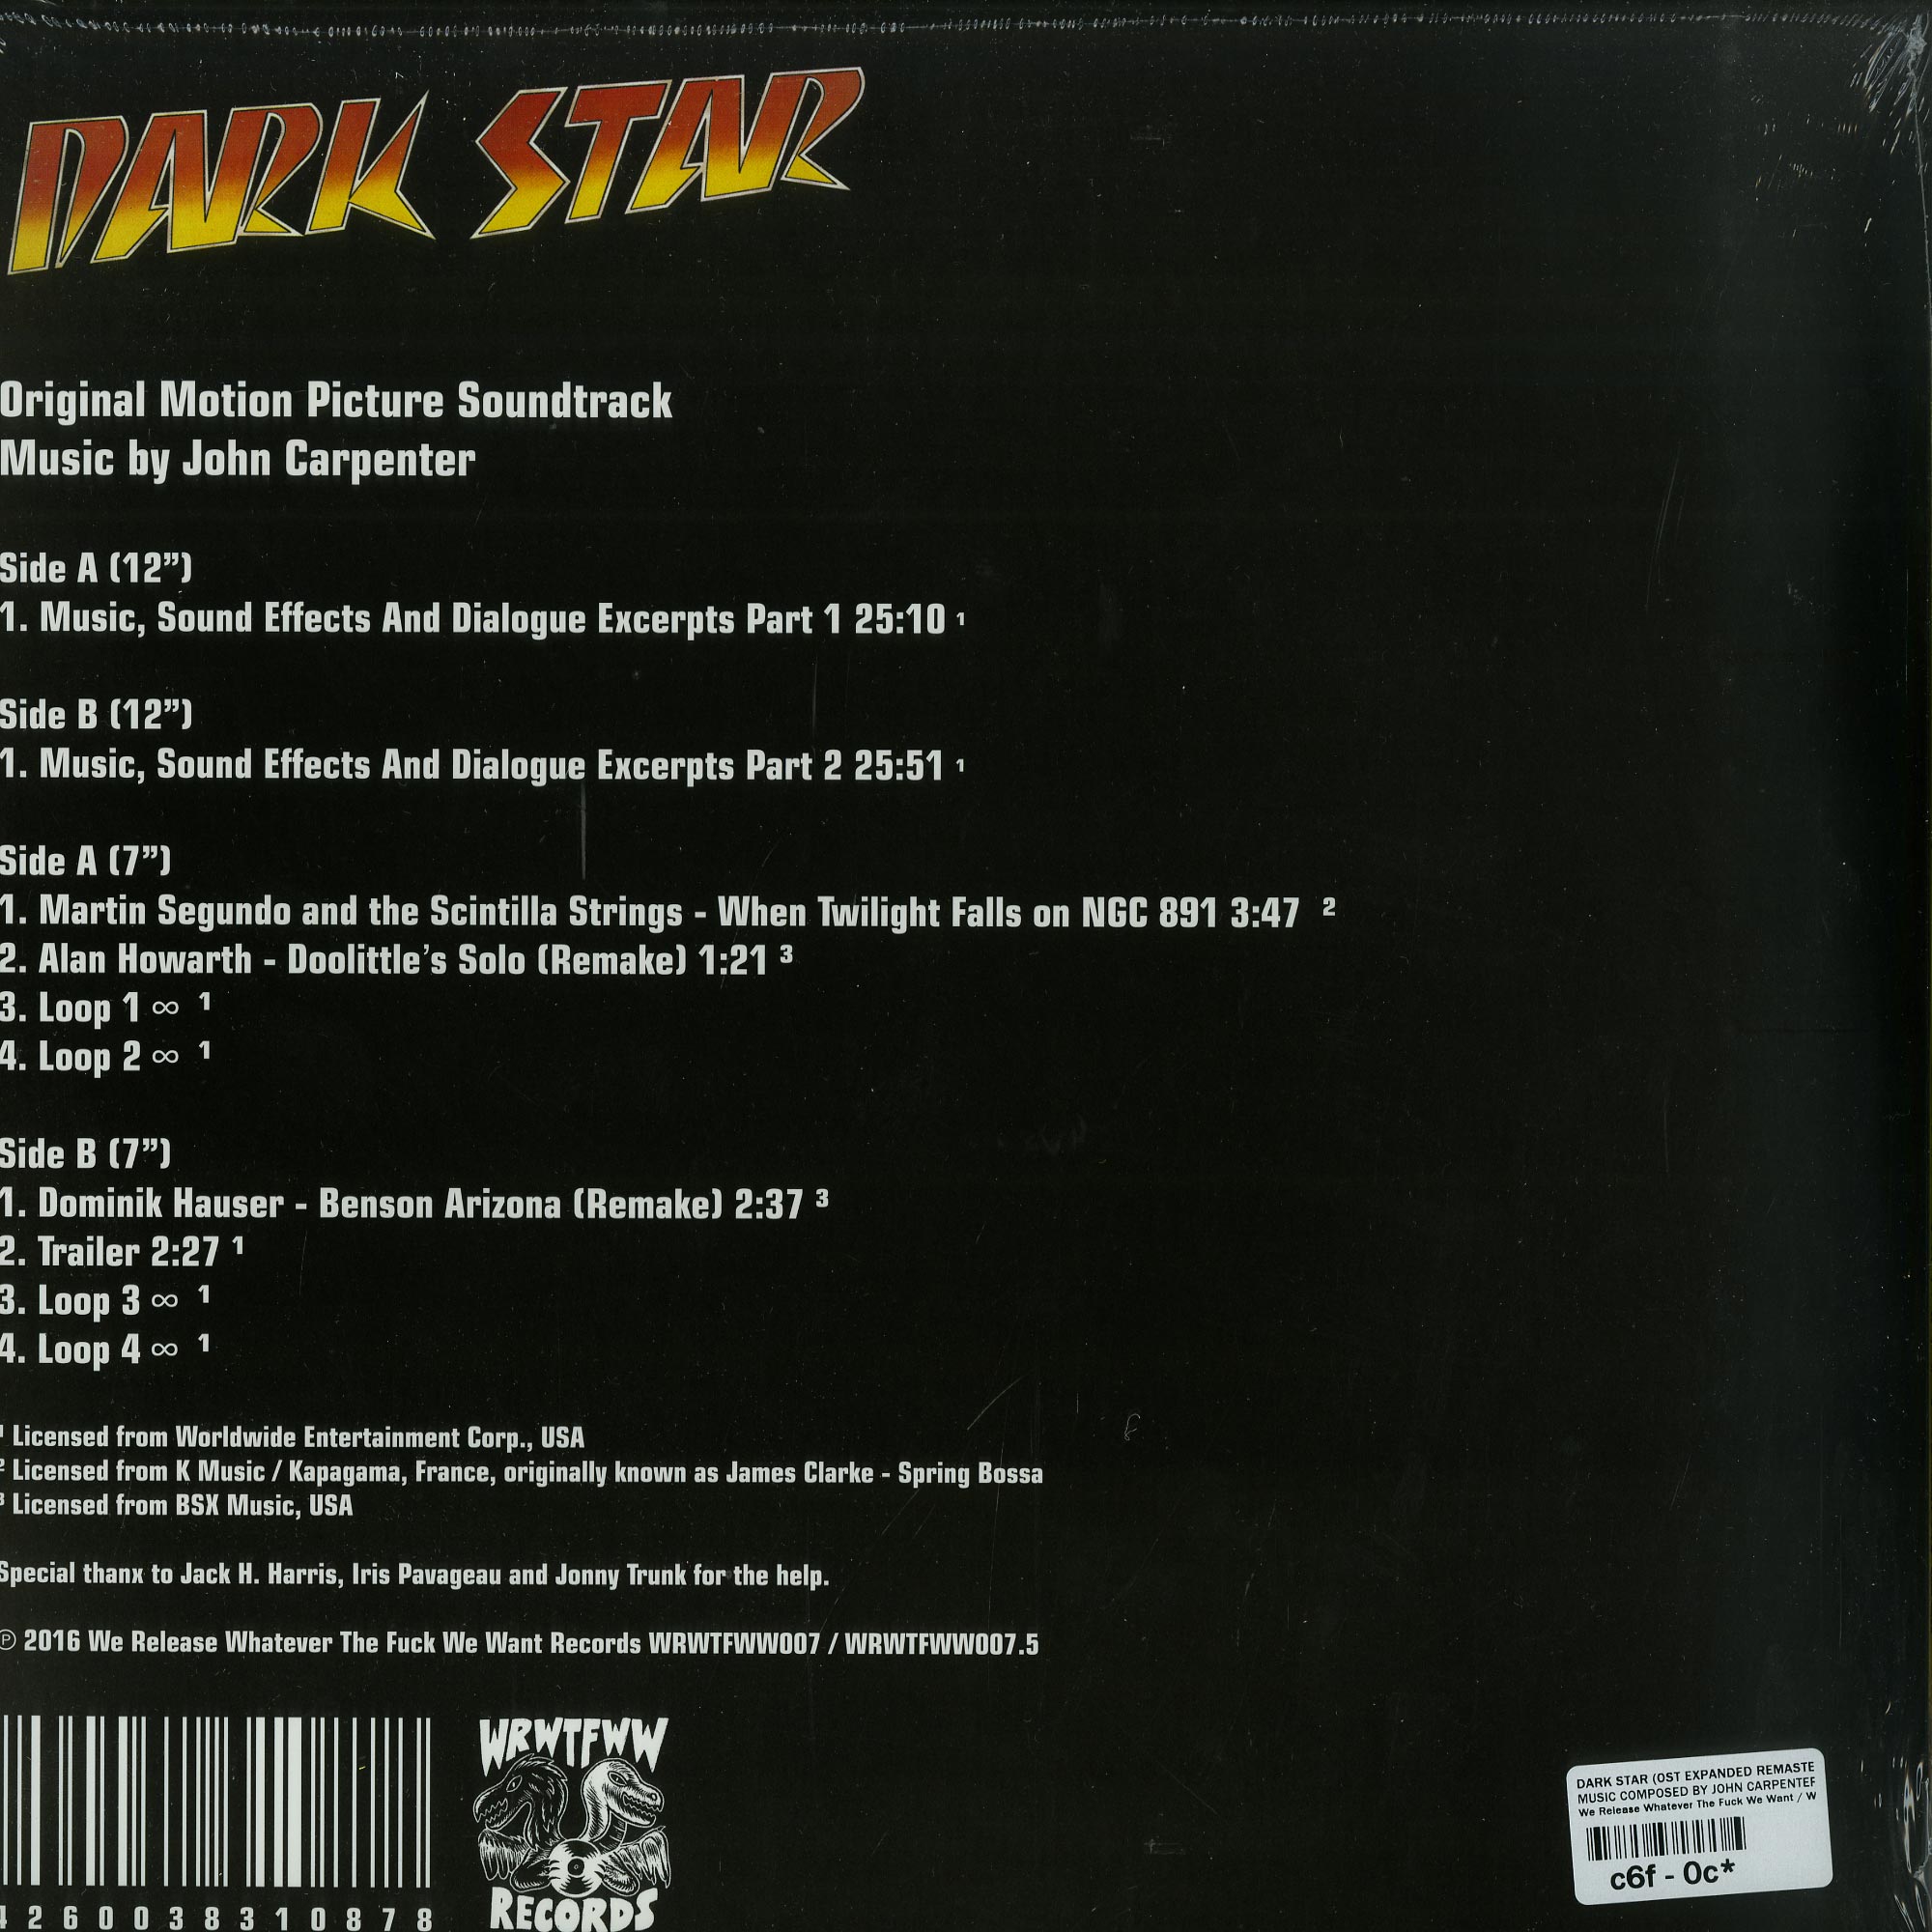 DARK STAR
Original Motion Picture Soundtrack
Music by John Carpenter
Side A (12”)
1. Music, Sound Effects And Dialogue Excerpts Part 1 25:10 ¹
Side B (12”)
1. Music, Sound Effects And Dialogue Excerpts Part 2 25:51 ¹
Side A (7”)
1. Martin Segundo and the Scintilla Strings - When Twilight Falls on NGC 891 3:47 ²
2. Alan Howarth - Doolittle’s Solo (Remake) 1:21 ³
3. Loop 1 ∞ ¹
4. Loop 2 ∞ ¹
Side B (7”)
1. Dominik Hauser - Benson Arizona (Remake) 2:37 ³
2. Trailer 2:27 ¹
3. Loop 3 ∞ ¹
4. Loop 4 ∞ ¹
¹ Licensed from Worldwide Entertainment Corp., USA
² Licensed from K Music / Kapagama, France, originally known as James Clarke - Spring Bossa
³ Licensed from BSX Music, USA
Special thanx to Jack H. Harris, Iris Pavageau and Jonny Trunk for the help.
℗ 2016 We Release Whatever The Fuck We Want Records WRWTFWW007 / WRWTFWW007.5
4260038310878
WRWTFWW
RECORDS
DARK STAR (OST EXPANDED REMASTE
MUSIC COMPOSED BY JOHN CARPENTER
We Release Whatever The Fuck We Want / W
c6f - 0c*